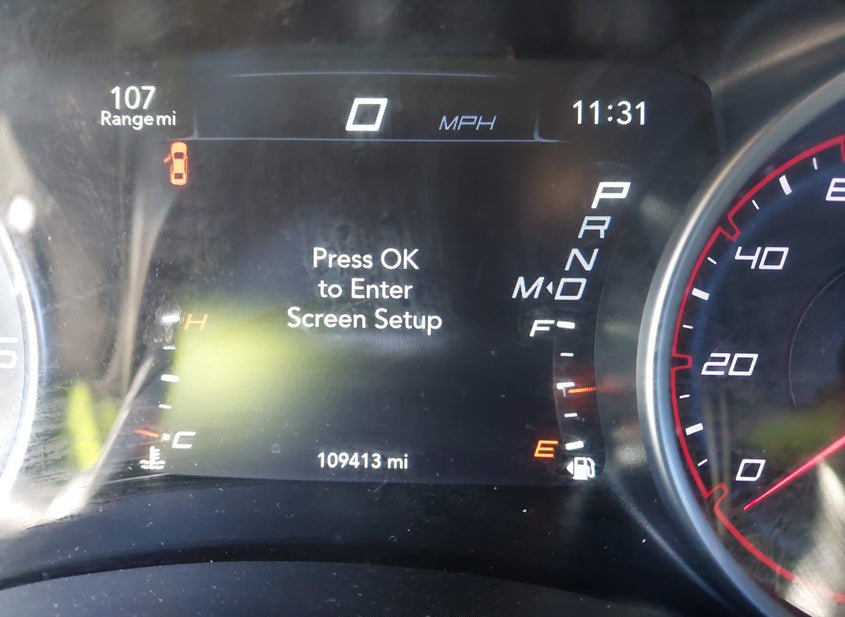 107
Range mi
0 MPH
11:31
P
R
N
M D
Press OK
to Enter
Screen Setup
H
C
F
E
109413 mi
40
20
0